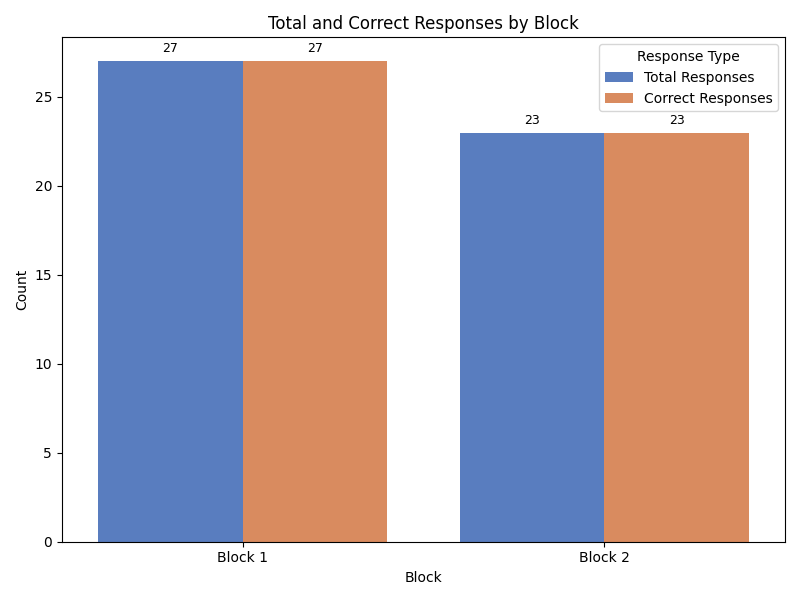 Total and Correct Responses by Block
27
27
23
23
Response Type
Total Responses
Correct Responses
25
20
15
10
5
0
Count
Block 1
Block 2
Block